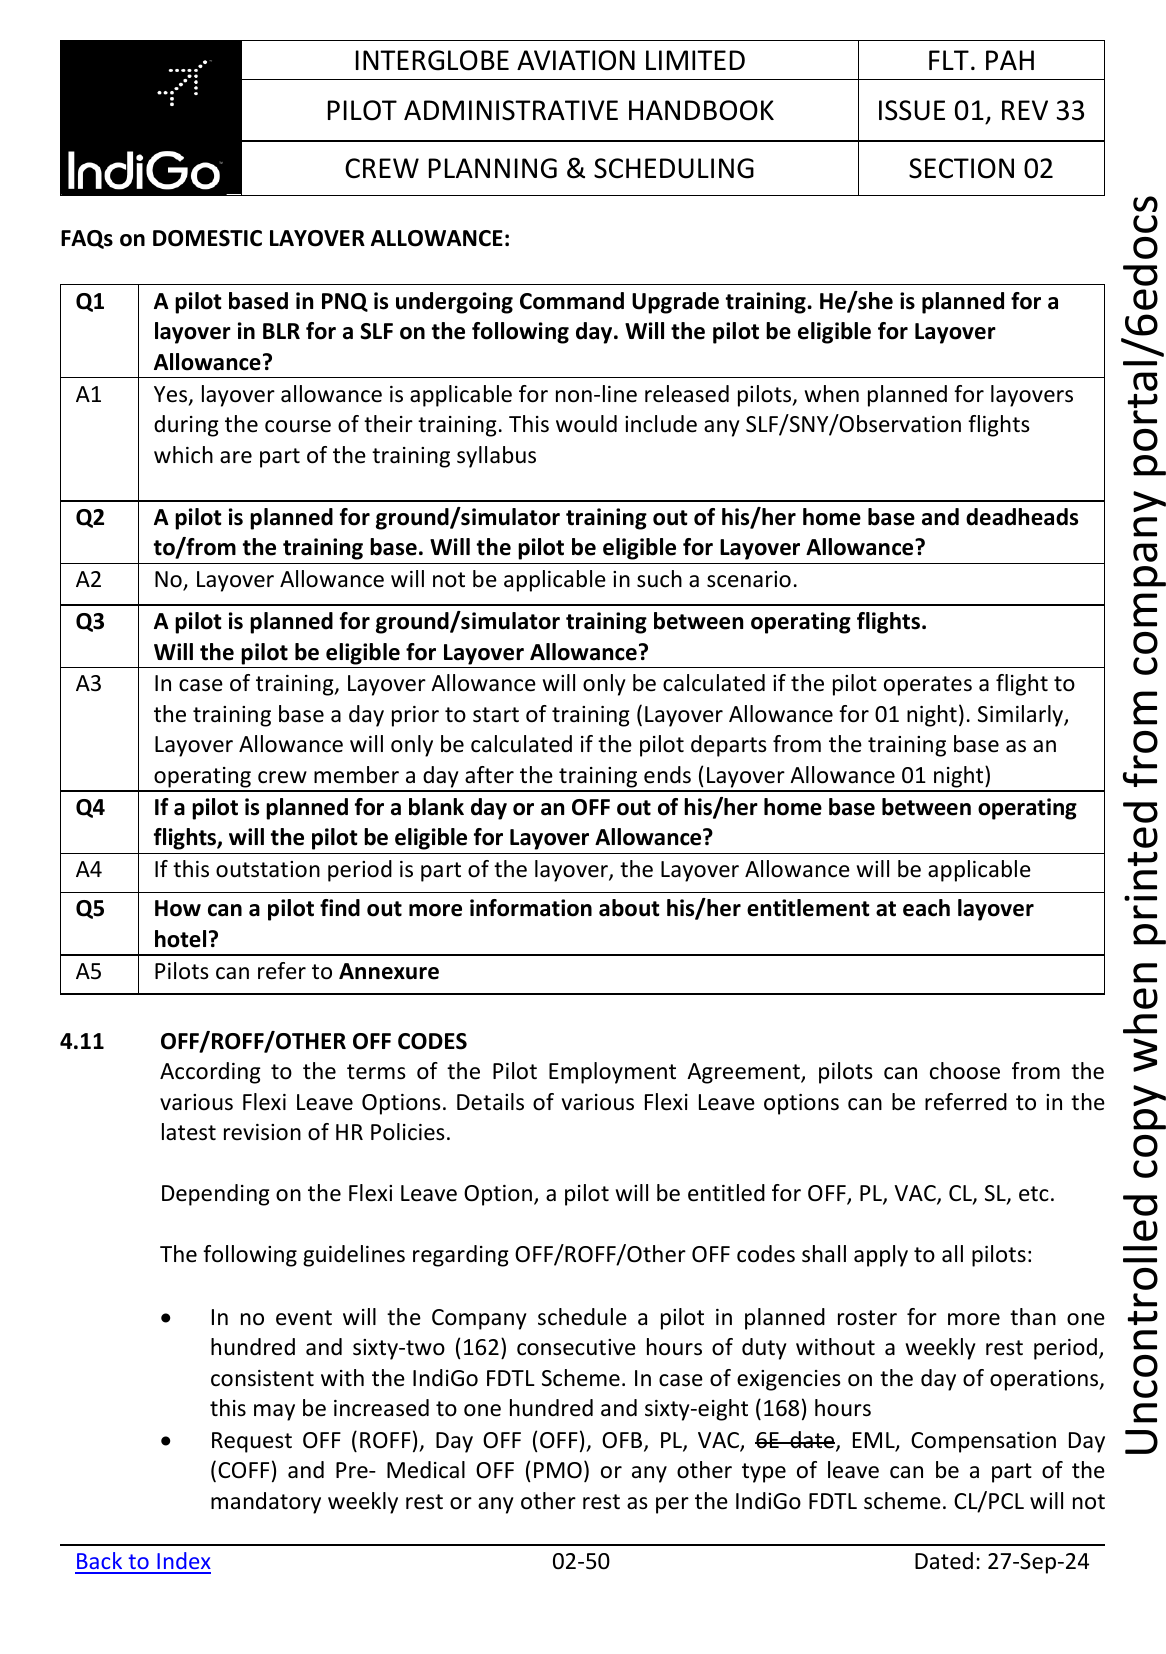 INTERGLOBE AVIATION LIMITED
FLT. PAH
PILOT ADMINISTRATIVE HANDBOOK
ISSUE 01, REV 33
IndiGo
CREW PLANNING & SCHEDULING
SECTION 02
FAQs on DOMESTIC LAYOVER ALLOWANCE:
Q1 A pilot based in PNQ is undergoing Command Upgrade training. He/she is planned for a
layover in BLR for a SLF on the following day. Will the pilot be eligible for Layover
Allowance?
A1 Yes, layover allowance is applicable for non-line released pilots, when planned for layovers
during the course of their training. This would include any SLF/SNY/Observation flights
which are part of the training syllabus
Q2 A pilot is planned for ground/simulator training out of his/her home base and deadheads
to/from the training base. Will the pilot be eligible for Layover Allowance?
A2 No, Layover Allowance will not be applicable in such a scenario.
Q3 A pilot is planned for ground/simulator training between operating flights.
Will the pilot be eligible for Layover Allowance?
A3 In case of training, Layover Allowance will only be calculated if the pilot operates a flight to
the training base a day prior to start of training (Layover Allowance for 01 night). Similarly,
Layover Allowance will only be calculated if the pilot departs from the training base as an
operating crew member a day after the training ends (Layover Allowance 01 night)
Q4 If a pilot is planned for a blank day or an OFF out of his/her home base between operating
flights, will the pilot be eligible for Layover Allowance?
A4 If this outstation period is part of the layover, the Layover Allowance will be applicable
Q5 How can a pilot find out more information about his/her entitlement at each layover
hotel?
A5 Pilots can refer to Annexure
4.11 OFF/ROFF/OTHER OFF CODES
According to the terms of the Pilot Employment Agreement, pilots can choose from the
various Flexi Leave Options. Details of various Flexi Leave options can be referred to in the
latest revision of HR Policies.
Depending on the Flexi Leave Option, a pilot will be entitled for OFF, PL, VAC, CL, SL, etc.
The following guidelines regarding OFF/ROFF/Other OFF codes shall apply to all pilots:
• In no event will the Company schedule a pilot in planned roster for more than one
hundred and sixty-two (162) consecutive hours of duty without a weekly rest period,
consistent with the IndiGo FDTL Scheme. In case of exigencies on the day of operations,
this may be increased to one hundred and sixty-eight (168) hours
• Request OFF (ROFF), Day OFF (OFF), OFB, PL, VAC, 6E date, EML, Compensation Day
(COFF) and Pre- Medical OFF (PMO) or any other type of leave can be a part of the
mandatory weekly rest or any other rest as per the IndiGo FDTL scheme. CL/PCL will not
Back to Index
02-50
Dated: 27-Sep-24
Uncontrolled copy when printed from company portal/6edocs